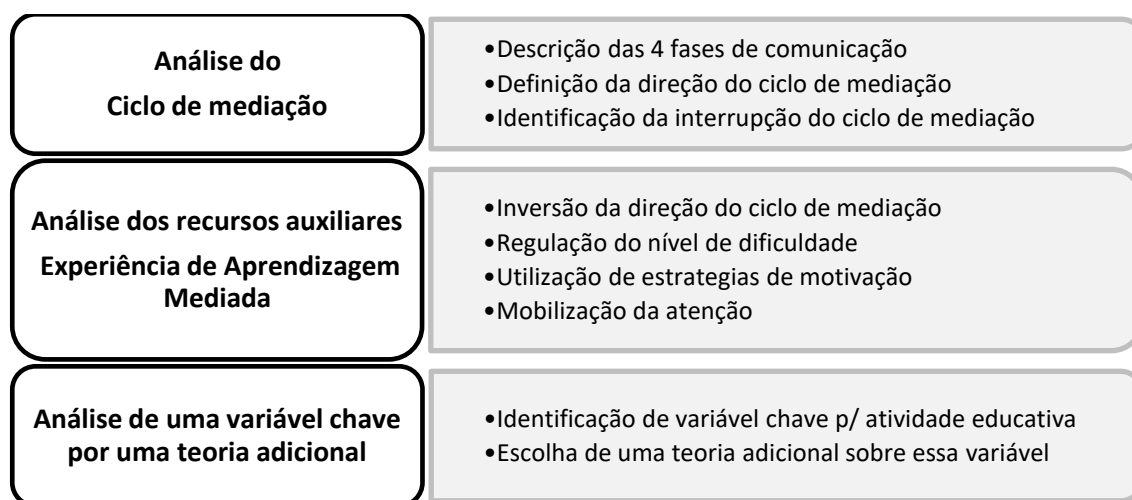 Análise do
Ciclo de mediação
•Descrição das 4 fases de comunicação
•Definição da direção do ciclo de mediação
•Identificação da interrupção do ciclo de mediação
Análise dos recursos auxiliares
Experiência de Aprendizagem
Mediada
•Inversão da direção do ciclo de mediação
•Regulação do nível de dificuldade
•Utilização de estrategias de motivação
•Mobilização da atenção
Análise de uma variável chave
por uma teoria adicional
•Identificação de variável chave p/ atividade educativa
•Escolha de uma teoria adicional sobre essa variável